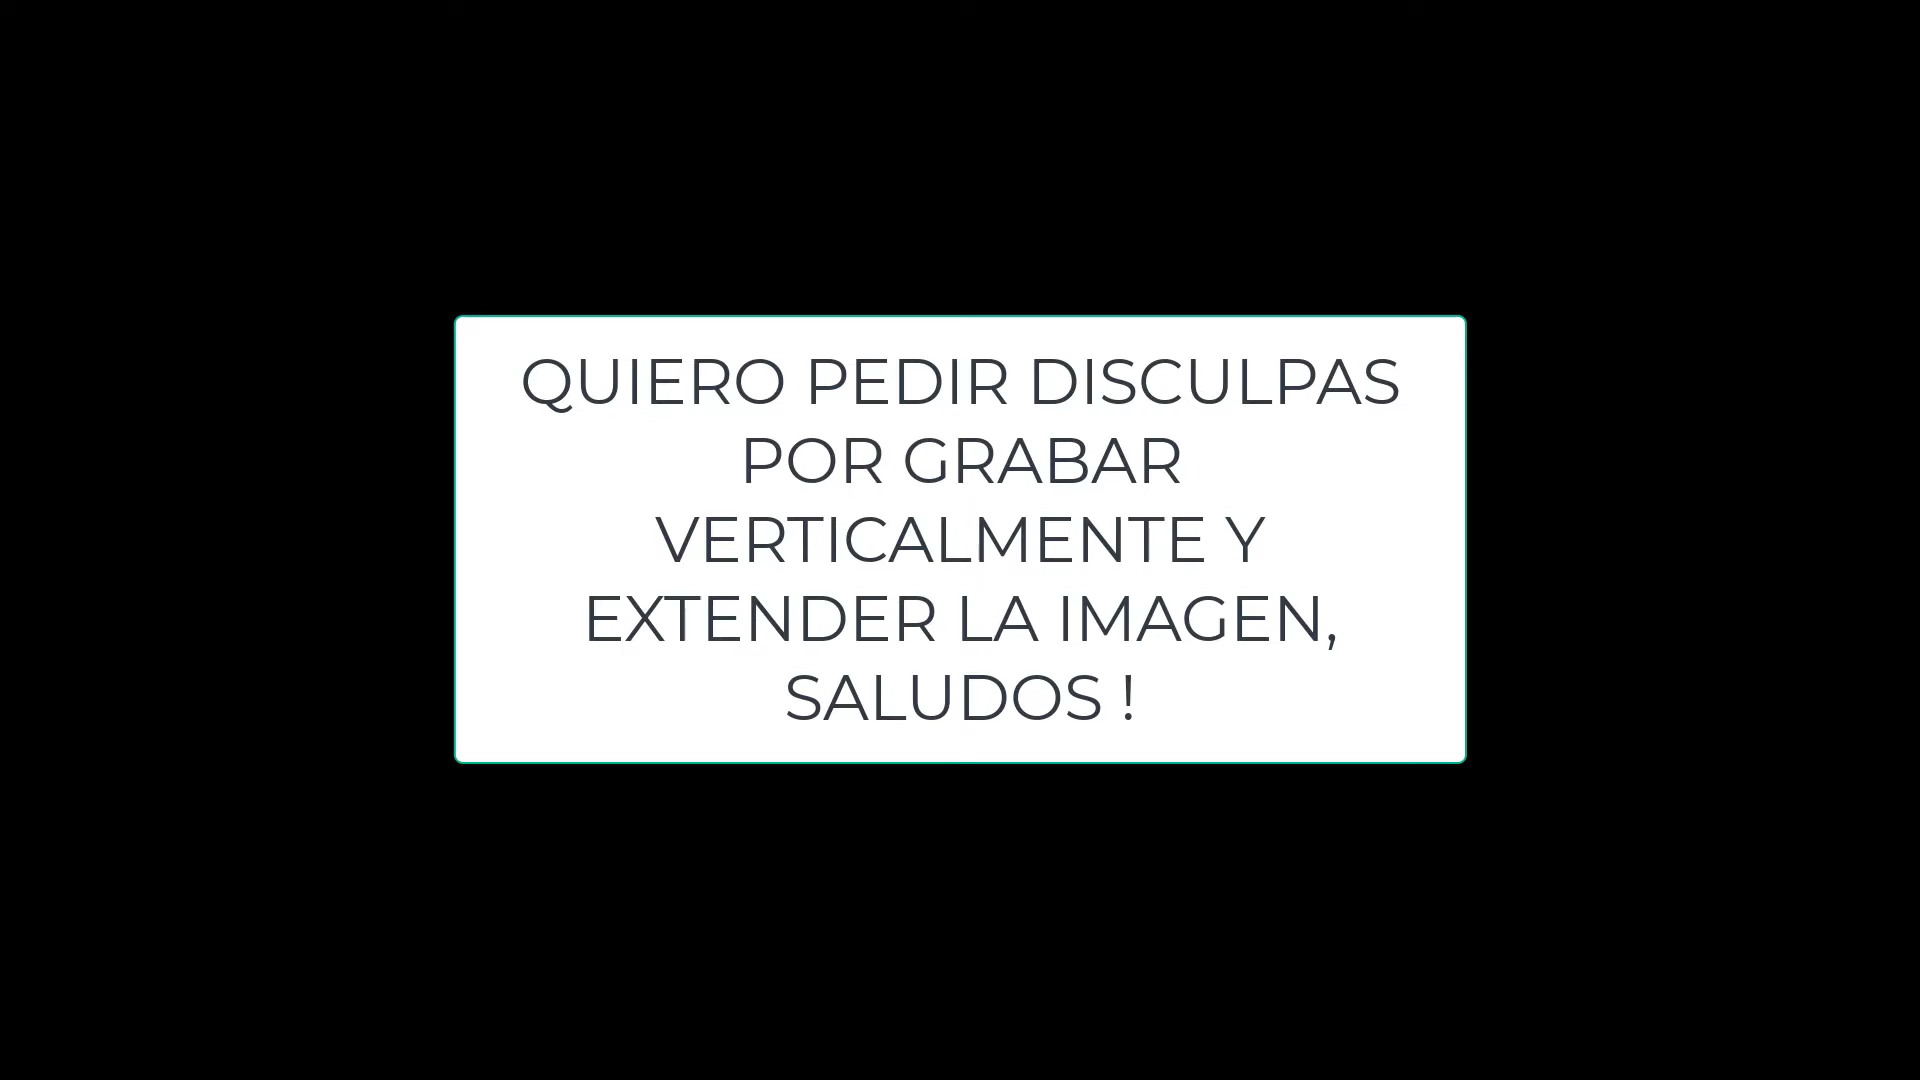 QUIERO PEDIR DISCULPAS
POR GRABAR
VERTICALMENTE Y
EXTENDER LA IMAGEN,
SALUDOS !